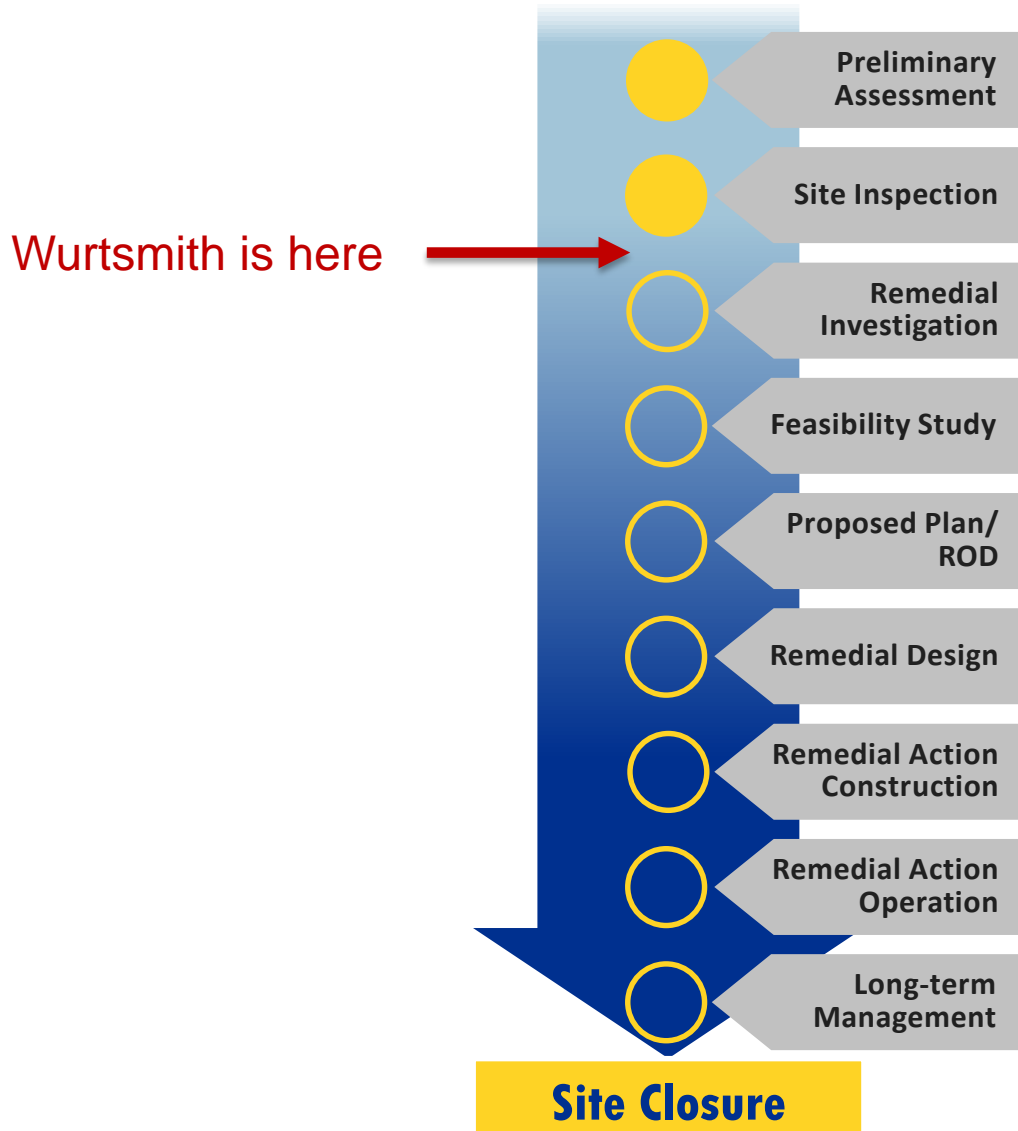 Preliminary
Assessment
Site Inspection
Wurtsmith is here
Remedial
Investigation
Feasibility Study
Proposed Plan/
ROD
Remedial Design
Remedial Action
Construction
Remedial Action
Operation
Long-term
Management
Site Closure